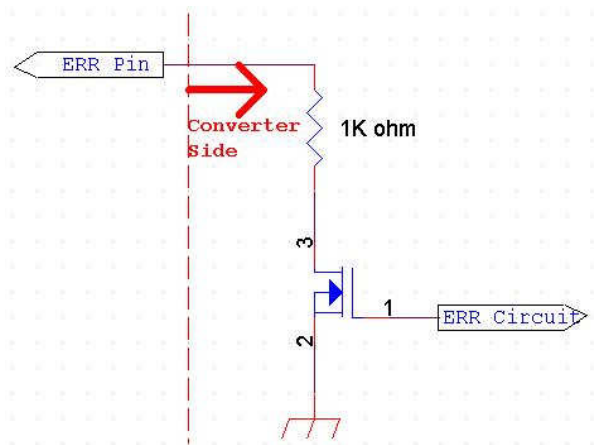 ERR Pin
Converter
Side
1K ohm
3
1
ERR Circuit
2